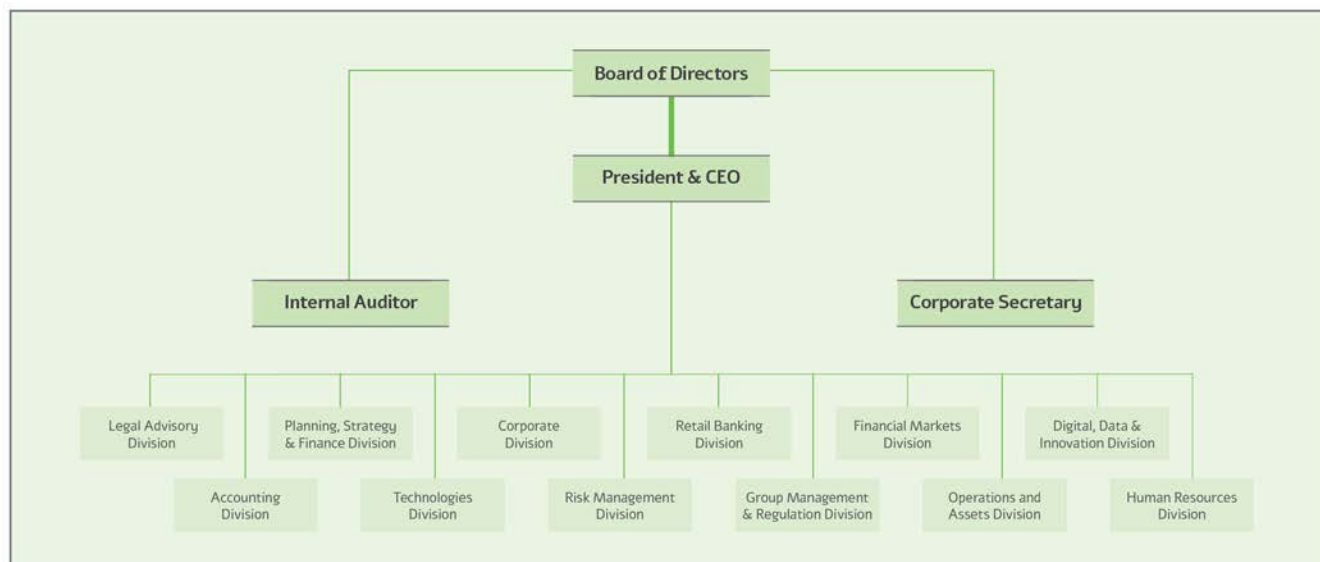 Board of Directors
President & CEO
Internal Auditor
Corporate Secretary
Legal Advisory
Division
Planning, Strategy
& Finance Division
Corporate
Division
Retail Banking
Division
Financial Markets
Division
Digital, Data &
Innovation Division
Accounting
Division
Technologies
Division
Risk Management
Division
Group Management
& Regulation Division
Operations and
Assets Division
Human Resources
Division